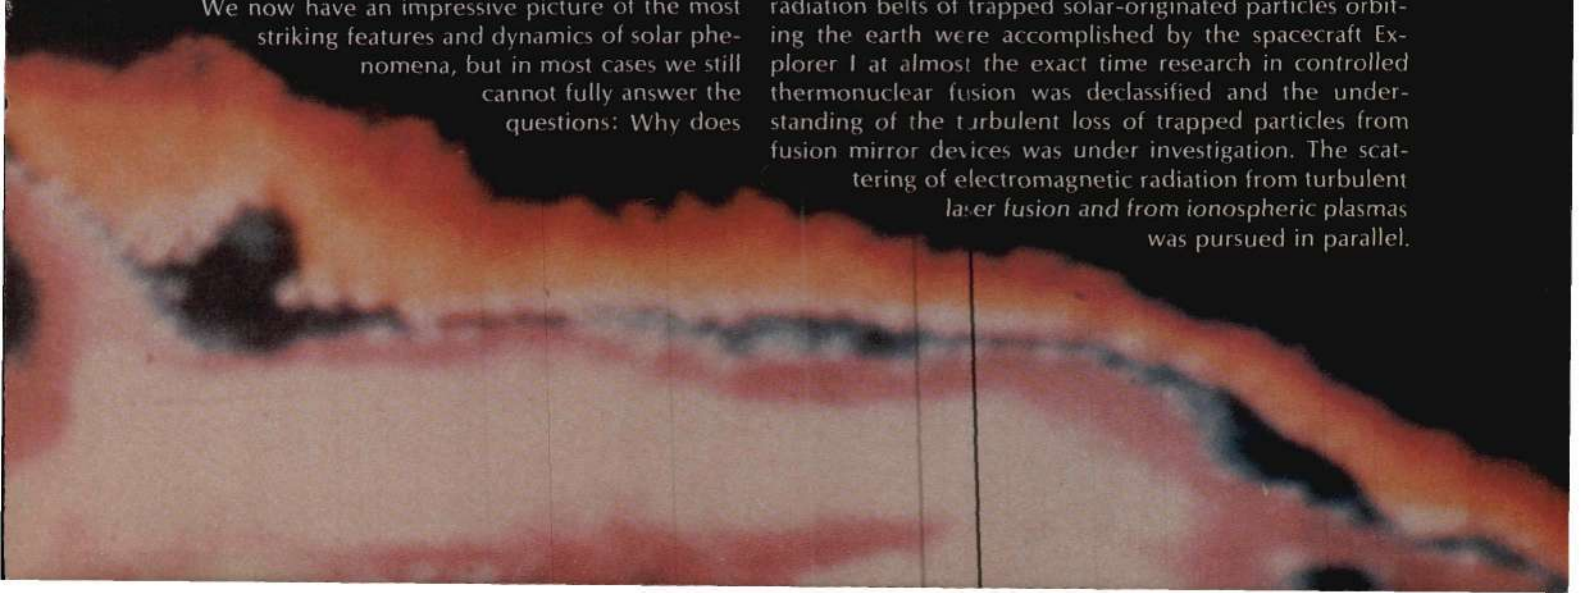 We now have an impressive picture of the most
striking features and dynamics of solar phe-
nomena, but in most cases we still
cannot fully answer the
questions: Why does
radiation belts of trapped solar-originated particles orbit-
ing the earth were accomplished by the spacecraft Ex-
plorer I at almost the exact time research in controlled
thermonuclear fusion was declassified and the under-
standing of the turbulent loss of trapped particles from
fusion mirror devices was under investigation. The scat-
tering of electromagnetic radiation from turbulent
laser fusion and from ionospheric plasmas
was pursued in parallel.